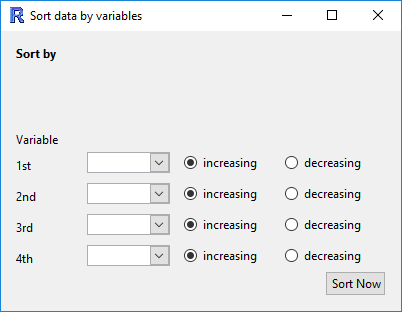 Sort data by variables
Sort by
Variable
1st increasing decreasing
2nd increasing decreasing
3rd increasing decreasing
4th increasing decreasing
Sort Now